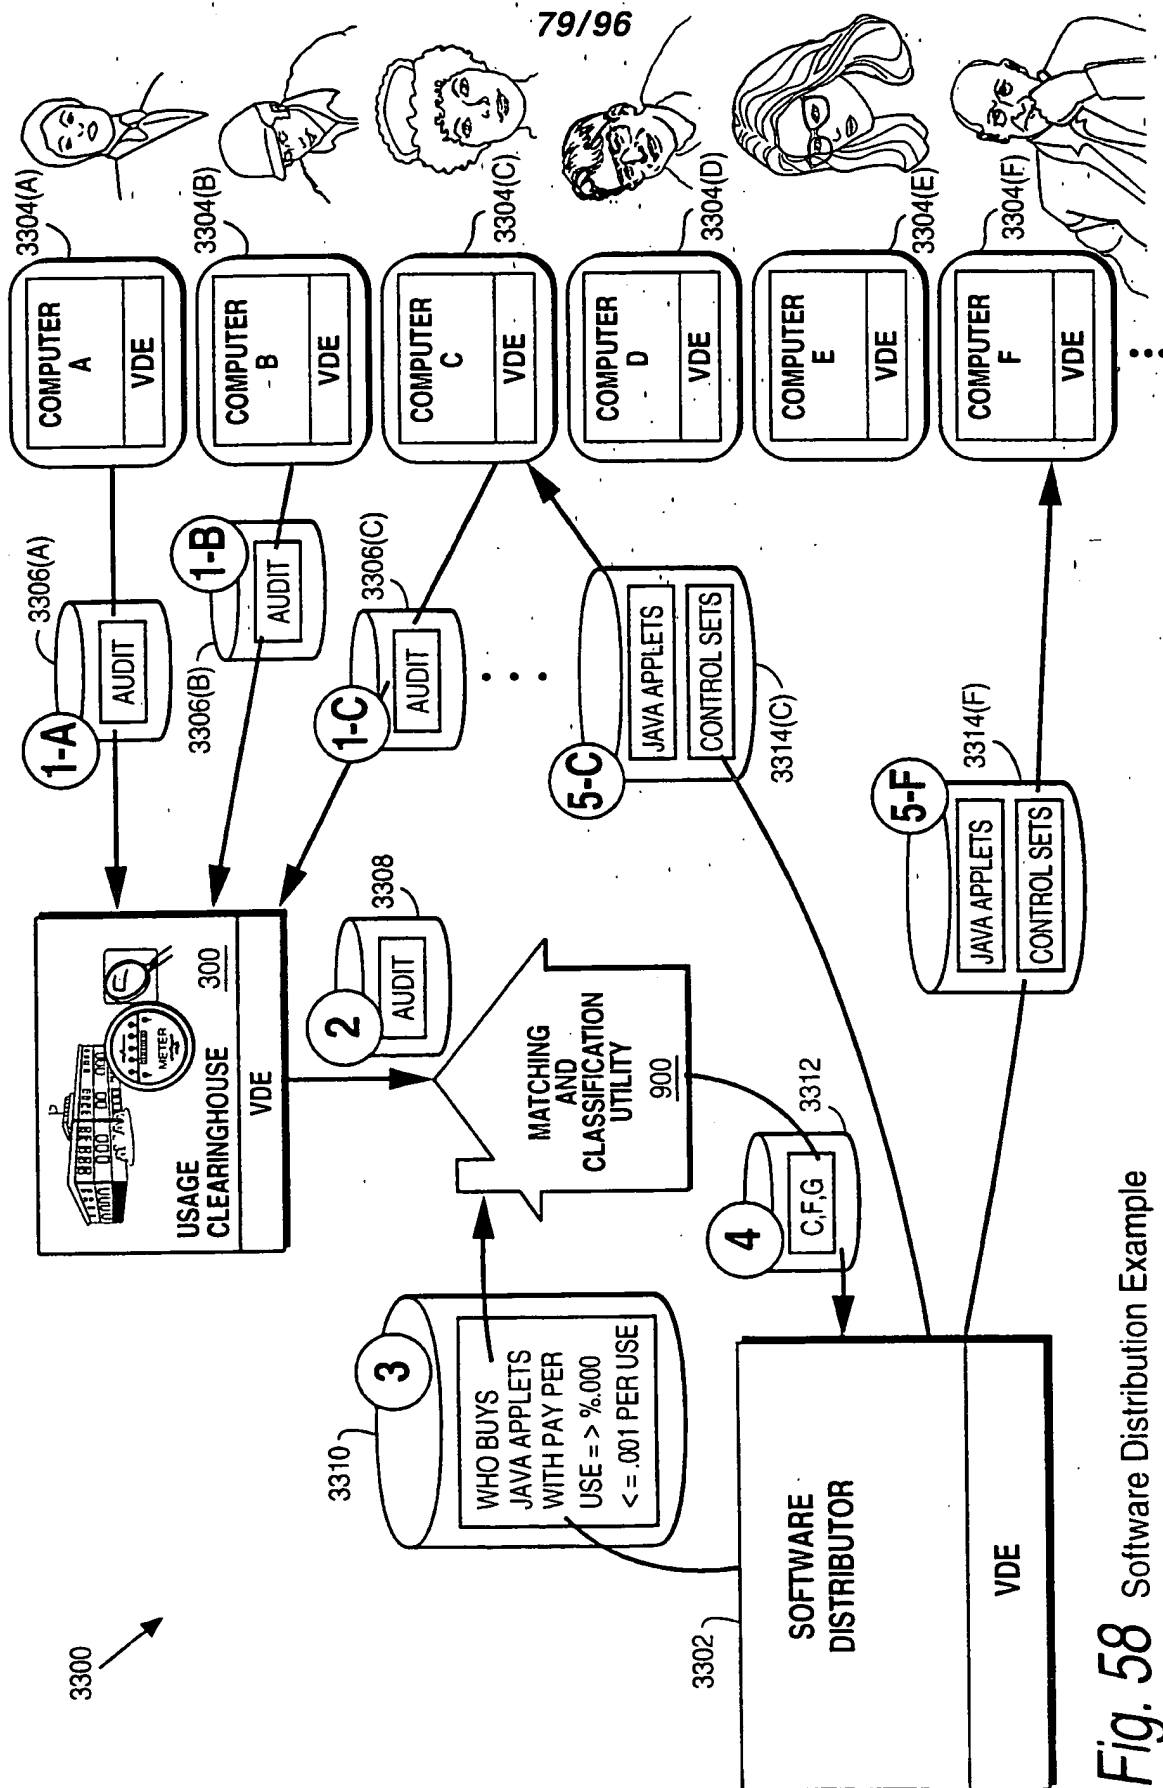 79/96
3300
3302
SOFTWARE
DISTRIBUTOR
VDE
3310
3
WHO BUYS
JAVA APPLETS
WITH PAY PER
USE = > %.000
< = .001 PER USE
USAGE
CLEARINGHOUSE
300
METER
VDE
2
3308
AUDIT
MATCHING
AND
CLASSIFICATION
UTILITY
900
4
3312
C,F,G
1-A
3306(A)
AUDIT
1-B
3306(B)
AUDIT
1-C
3306(C)
AUDIT
5-C
JAVA APPLETS
CONTROL SETS
3314(C)
5-F
3314(F)
JAVA APPLETS
CONTROL SETS
COMPUTER
A
VDE
3304(A)
COMPUTER
B
VDE
3304(B)
COMPUTER
C
VDE
3304(C)
COMPUTER
D
VDE
3304(D)
COMPUTER
E
VDE
3304(E)
COMPUTER
F
VDE
3304(F)
Fig. 58 Software Distribution Example